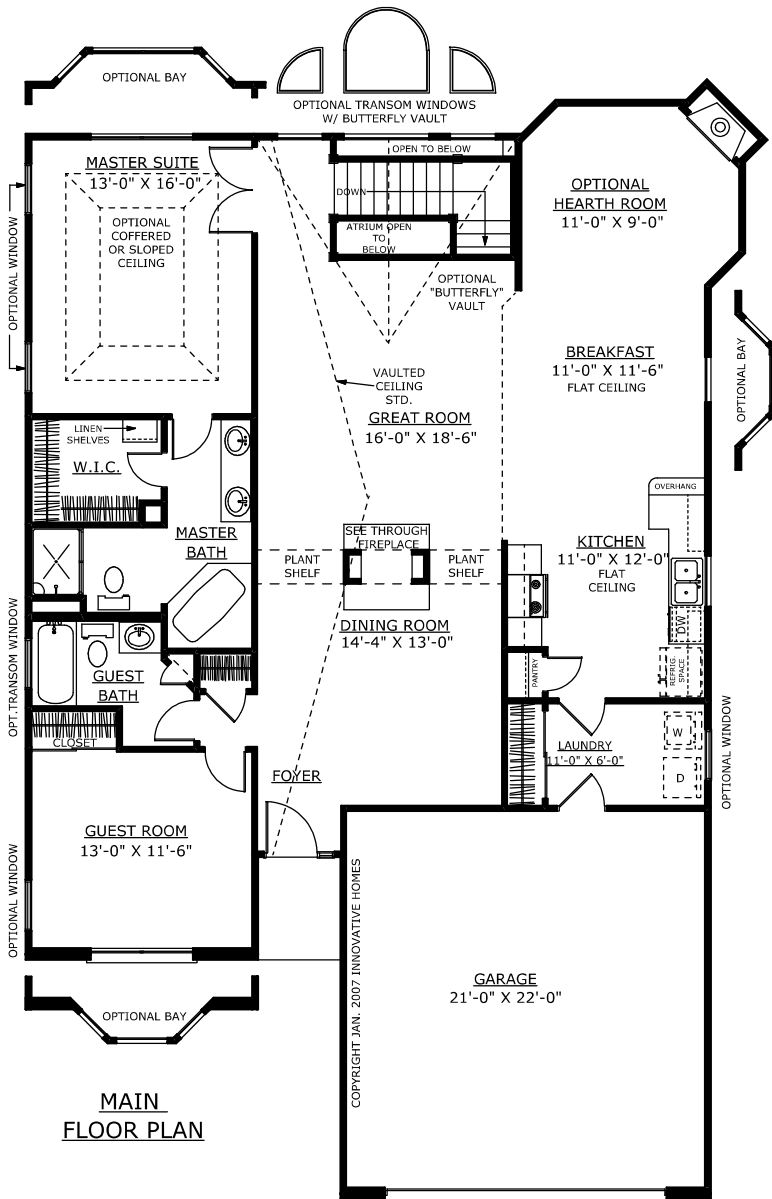 OPTIONAL BAY
OPTIONAL TRANSOM WINDOWS
W/ BUTTERFLY VAULT
MASTER SUITE
13'-0" X 16'-0"
OPTIONAL
COFFERED
OR SLOPED
CEILING
OPTIONAL WINDOW
OPEN TO BELOW
DOWN
ATRIUM OPEN
TO
BELOW
OPTIONAL
"BUTTERFLY"
VAULT
OPTIONAL
HEARTH ROOM
11'-0" X 9'-0"
VAULTED
CEILING
STD.
GREAT ROOM
16'-0" X 18'-6"
BREAKFAST
11'-0" X 11'-6"
FLAT CEILING
OPTIONAL BAY
LINEN
SHELVES
W.I.C.
MASTER
BATH
SEE THROUGH
FIREPLACE
PLANT
SHELF
PLANT
SHELF
OVERHANG
KITCHEN
11'-0" X 12'-0"
FLAT
CEILING
DW
REFRIG.
SPACE
PANTRY
DINING ROOM
14'-4" X 13'-0"
OPT.TRANSOM WINDOW
GUEST
BATH
CLOSET
FOYER
LAUNDRY
11'-0" X 6'-0"
W
D
OPTIONAL WINDOW
GUEST ROOM
13'-0" X 11'-6"
OPTIONAL WINDOW
OPTIONAL BAY
COPYRIGHT JAN. 2007 INNOVATIVE HOMES
GARAGE
21'-0" X 22'-0"
MAIN
FLOOR PLAN